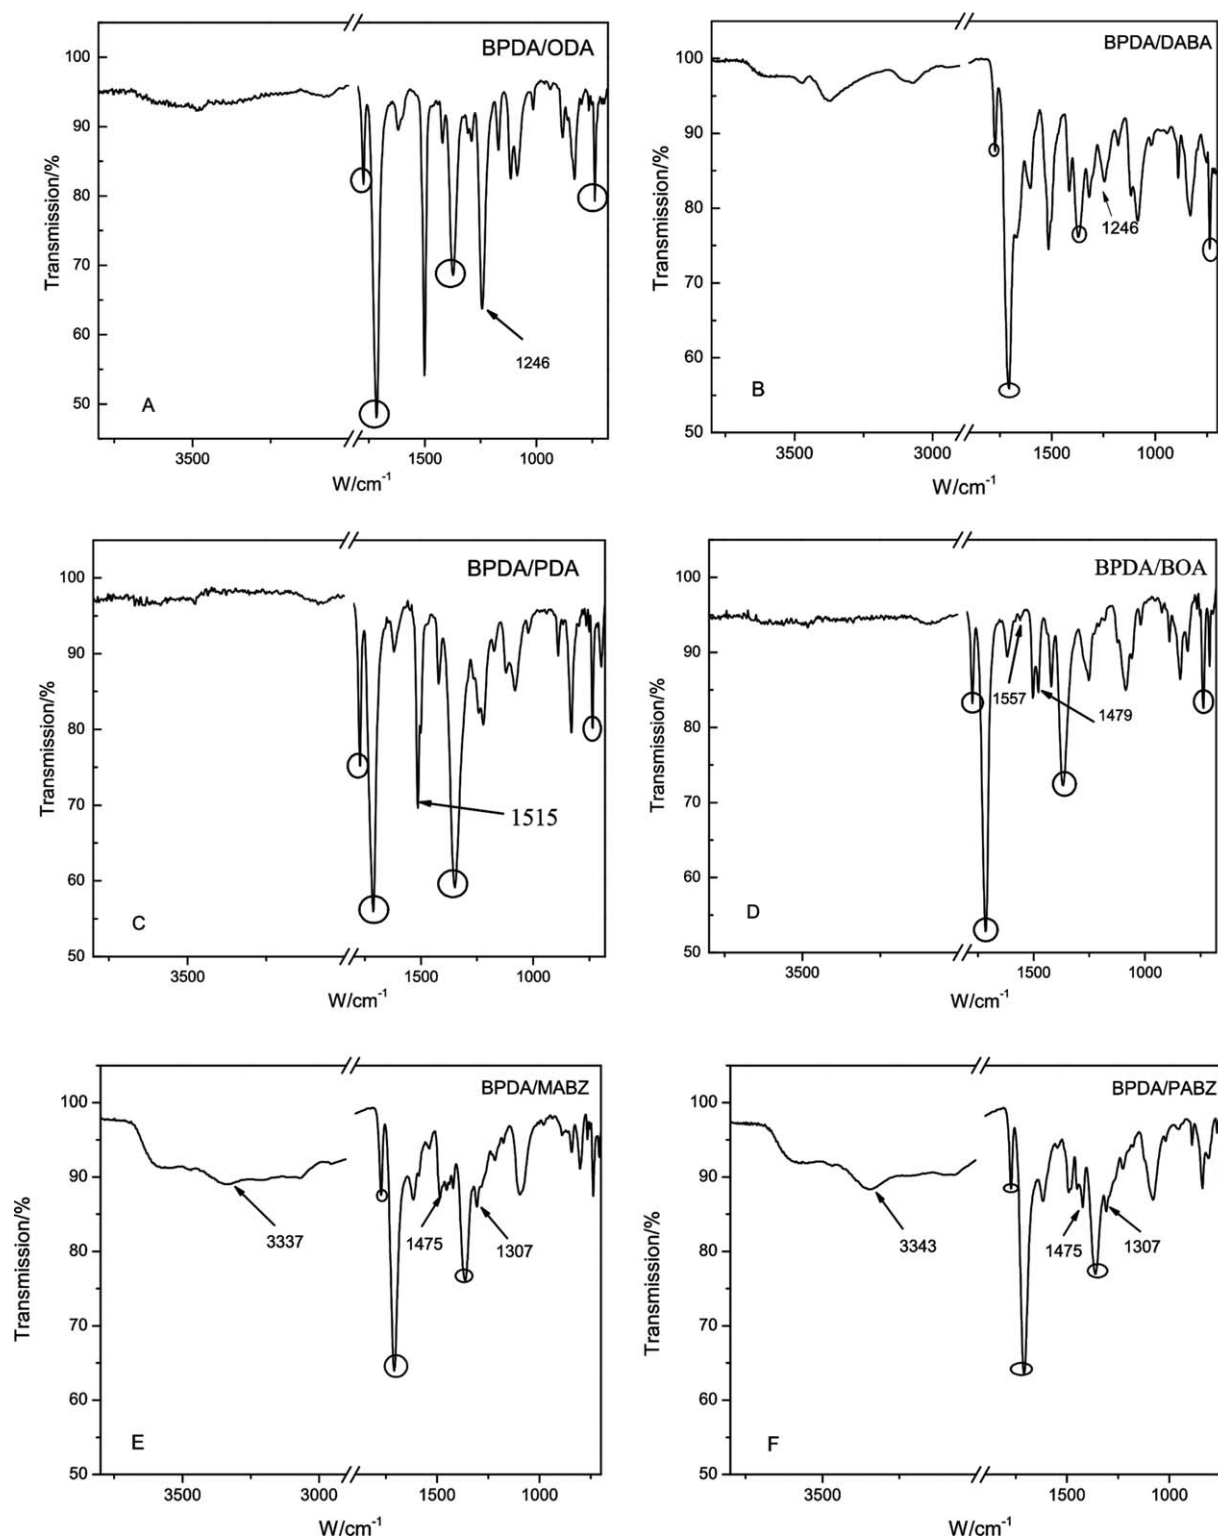 BPDA/ODA
100
90
80
70
60
50
Transmission/%
1246
A
3500
1500
1000
W/cm⁻¹
BPDA/DABA
100
90
80
70
60
50
Transmission/%
1246
B
3500
3000
1500
1000
W/cm⁻¹
BPDA/PDA
100
90
80
70
60
50
Transmission/%
1515
C
3500
1500
1000
W/cm⁻¹
BPDA/BOA
100
90
80
70
60
50
Transmission/%
1557
1479
D
3500
1500
1000
W/cm⁻¹
BPDA/MABZ
100
90
80
70
60
50
Transmission/%
3337
1475
1307
E
3500
3000
1500
1000
W/cm⁻¹
BPDA/PABZ
100
90
80
70
60
50
Transmission/%
3343
1475
1307
F
3500
1500
1000
W/cm⁻¹